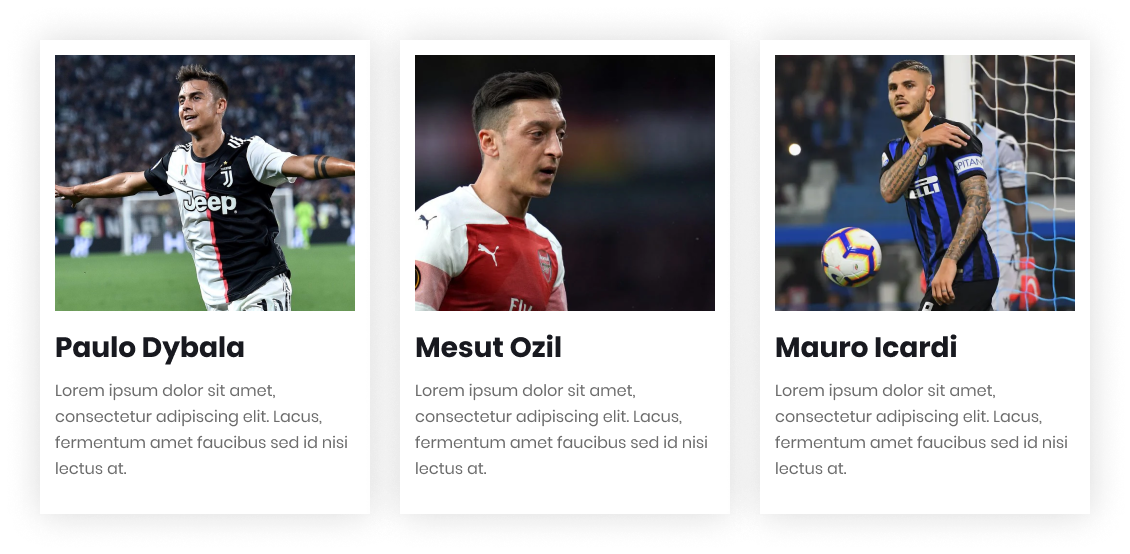 Jeep
Paulo Dybala
Lorem ipsum dolor sit amet,
consectetur adipiscing elit. Lacus,
fermentum amet faucibus sed id nisi
lectus at.
Mesut Ozil
Lorem ipsum dolor sit amet,
consectetur adipiscing elit. Lacus,
fermentum amet faucibus sed id nisi
lectus at.
Mauro Icardi
Lorem ipsum dolor sit amet,
consectetur adipiscing elit. Lacus,
fermentum amet faucibus sed id nisi
lectus at.